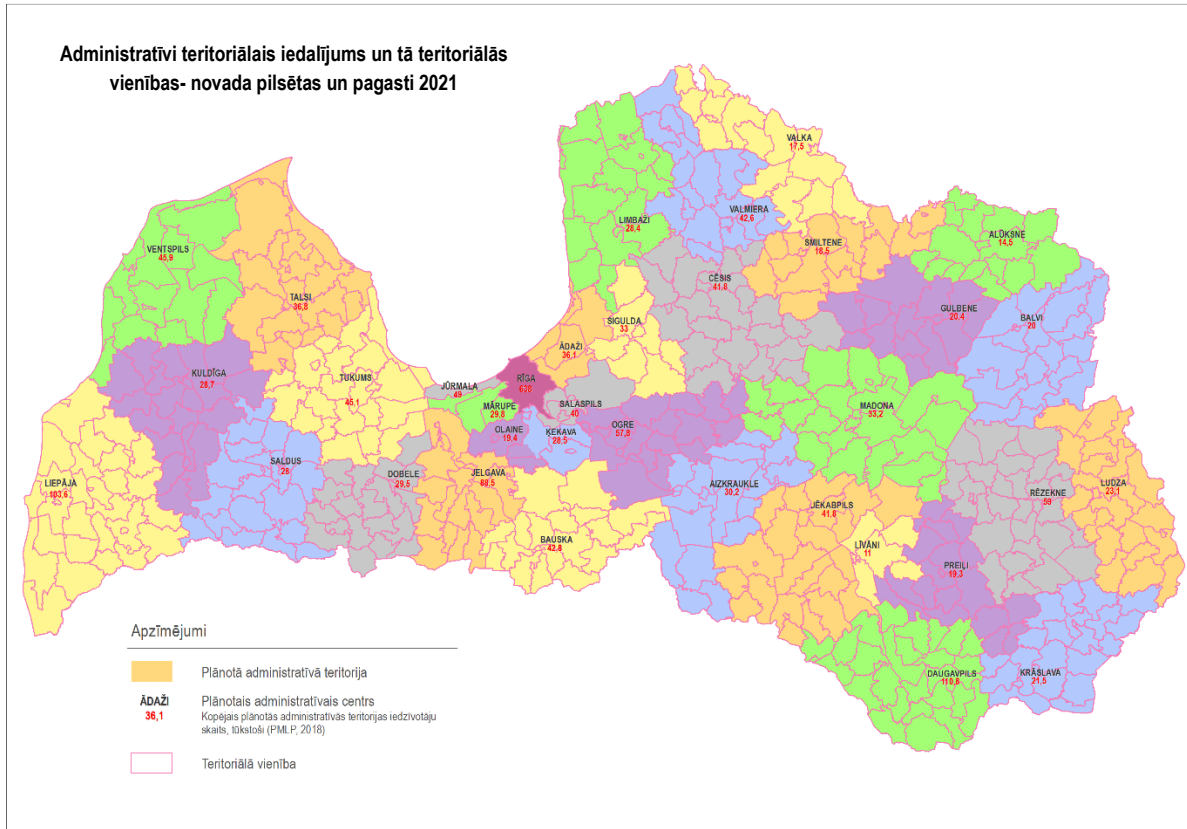 Administratīvi teritoriālais iedalījums un tā teritoriālās
vienības- novada pilsētas un pagasti 2021
VALKA
17,5
VALMIERA
42,6
LIMBAŽI
28,4
SMILTENE
18,5
ALŪKSNE
14,5
VENTSPILS
45,9
TALSI
36,8
CĒSIS
41,8
GULBENE
20,4
BALVI
20
SIGULDA
33
ĀDAŽI
36,1
KULDĪGA
28,7
TUKUMS
45,1
JŪRMALA
49
RĪGA
638
MĀRUPE
29,8
SALASPILS
40
OLAINE
19,4
ĶEKAVA
28,5
OGRE
57,8
MADONA
33,2
SALDUS
28
DOBELE
29,5
JELGAVA
88,5
LIEPĀJA
103,6
BAUSKA
42,8
AIZKRAUKLE
30,2
JĒKABPILS
41,8
LĪVĀNI
11
RĒZEKNE
59
LUDZA
23,1
PREIĻI
19,3
DAUGAVPILS
110,6
KRĀSLAVA
21,5
Apzīmējumi
Plānotā administratīvā teritorija
ĀDAŽI Plānotais administratīvais centrs
36,1 Kopējais plānotās administratīvās teritorijas iedzīvotāju
skaits, tūkstoši (PMLP, 2018)
Teritoriālā vienība